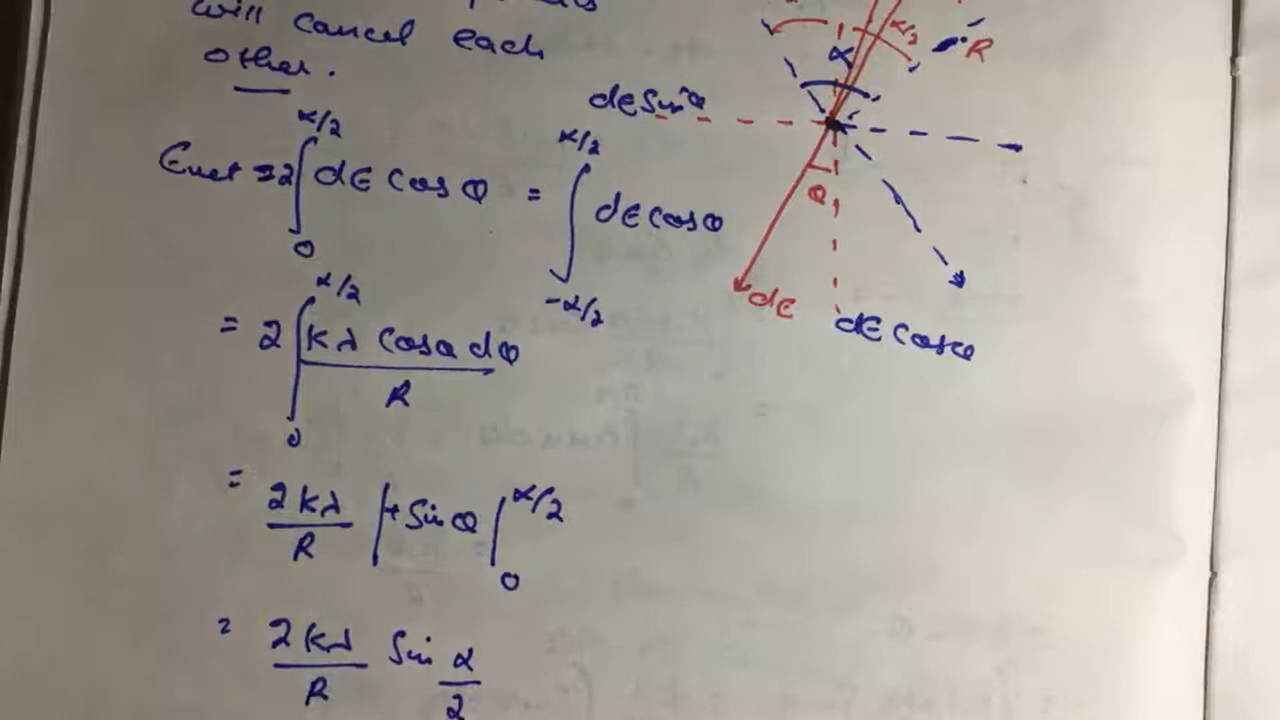 will cancel each
other.
Enet = 2 ∫₀^{α/2} dE cos θ = ∫_{-α/2}^{α/2} dE cos θ
= 2 ∫₀^{α/2} kλ cos θ dθ / R
= 2kλ / R |+ sin θ|₀^{α/2}
= 2kλ / R sin α/2
α/2
R
α
dE sin θ
θ
dE
dE cos θ